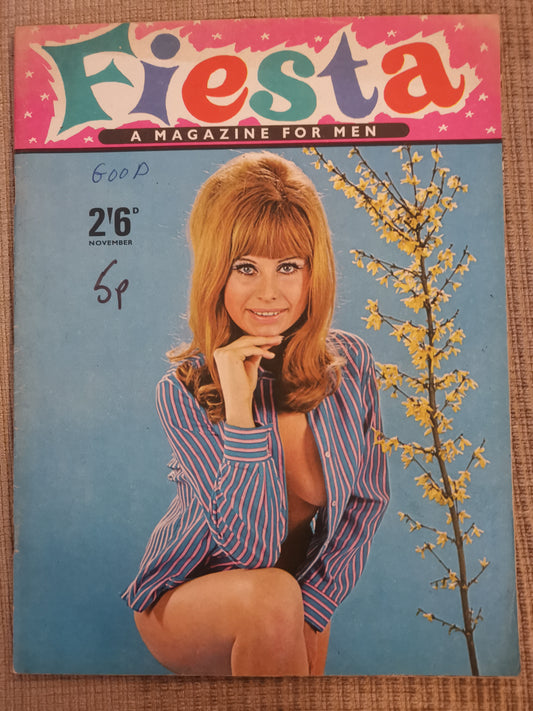 Fiesta
A MAGAZINE FOR MEN
GOOD
2'6D
NOVEMBER
5p